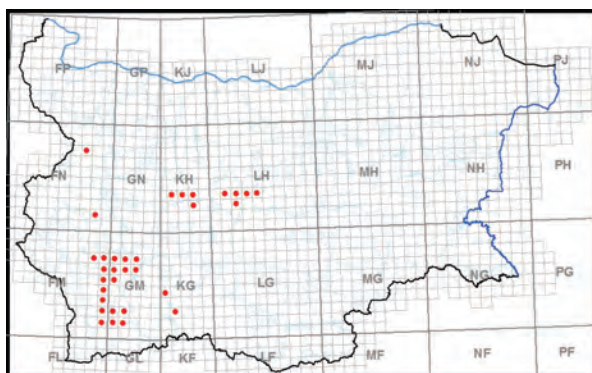 FP GP KJ LJ MJ NJ PJ
FN GN KH LH MH NH PH
FM GM KG LG MG NG PG
FL GL KF LF MF NF PF